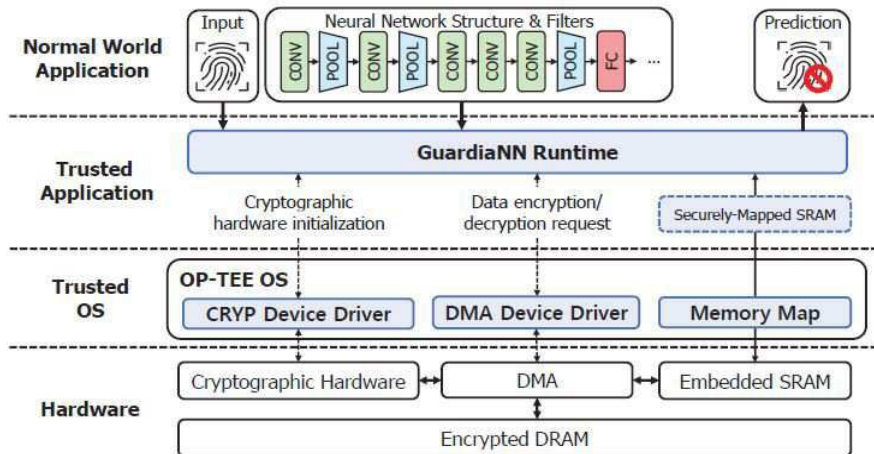 Normal World
Application
Input
Neural Network Structure & Filters
CONV
POOL
CONV
POOL
CONV
CONV
CONV
POOL
FC
...
Prediction
Trusted
Application
GuardiaNN Runtime
Cryptographic
hardware initialization
Data encryption/
decryption request
Securely-Mapped SRAM
Trusted
OS
OP-TEE OS
CRYP Device Driver
DMA Device Driver
Memory Map
Hardware
Cryptographic Hardware
DMA
Embedded SRAM
Encrypted DRAM